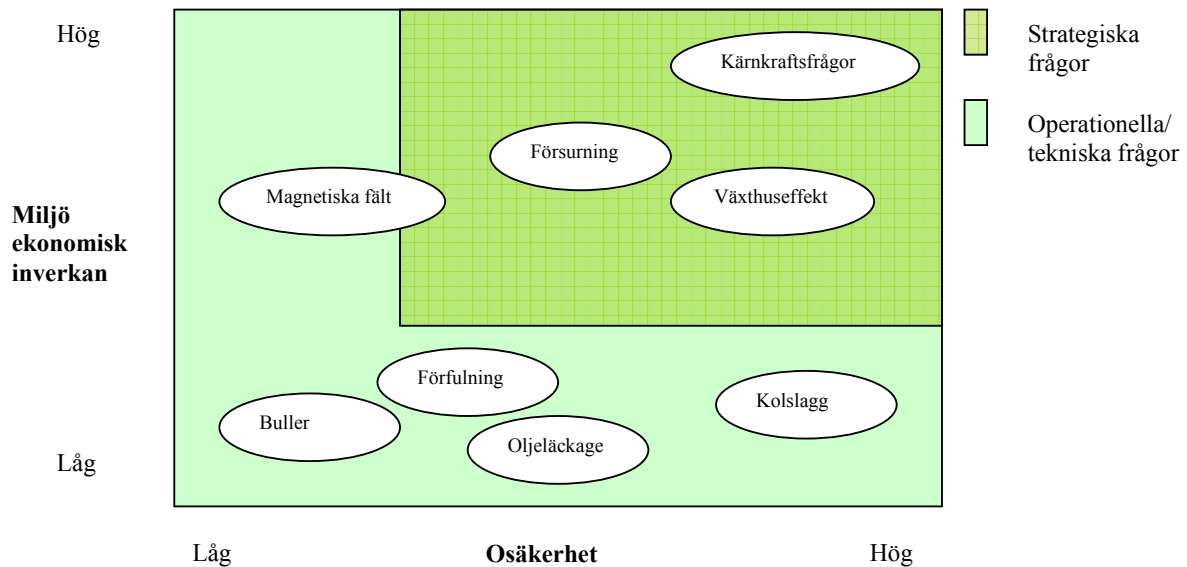 Hög
Kärnkraftsfrågor
Strategiska
frågor
Försurning
Operationella/
tekniska frågor
Magnetiska fält
Växthuseffekt
Miljö
ekonomisk
inverkan
Förfulning
Kolslagg
Buller
Oljeläckage
Låg
Låg
Osäkerhet
Hög